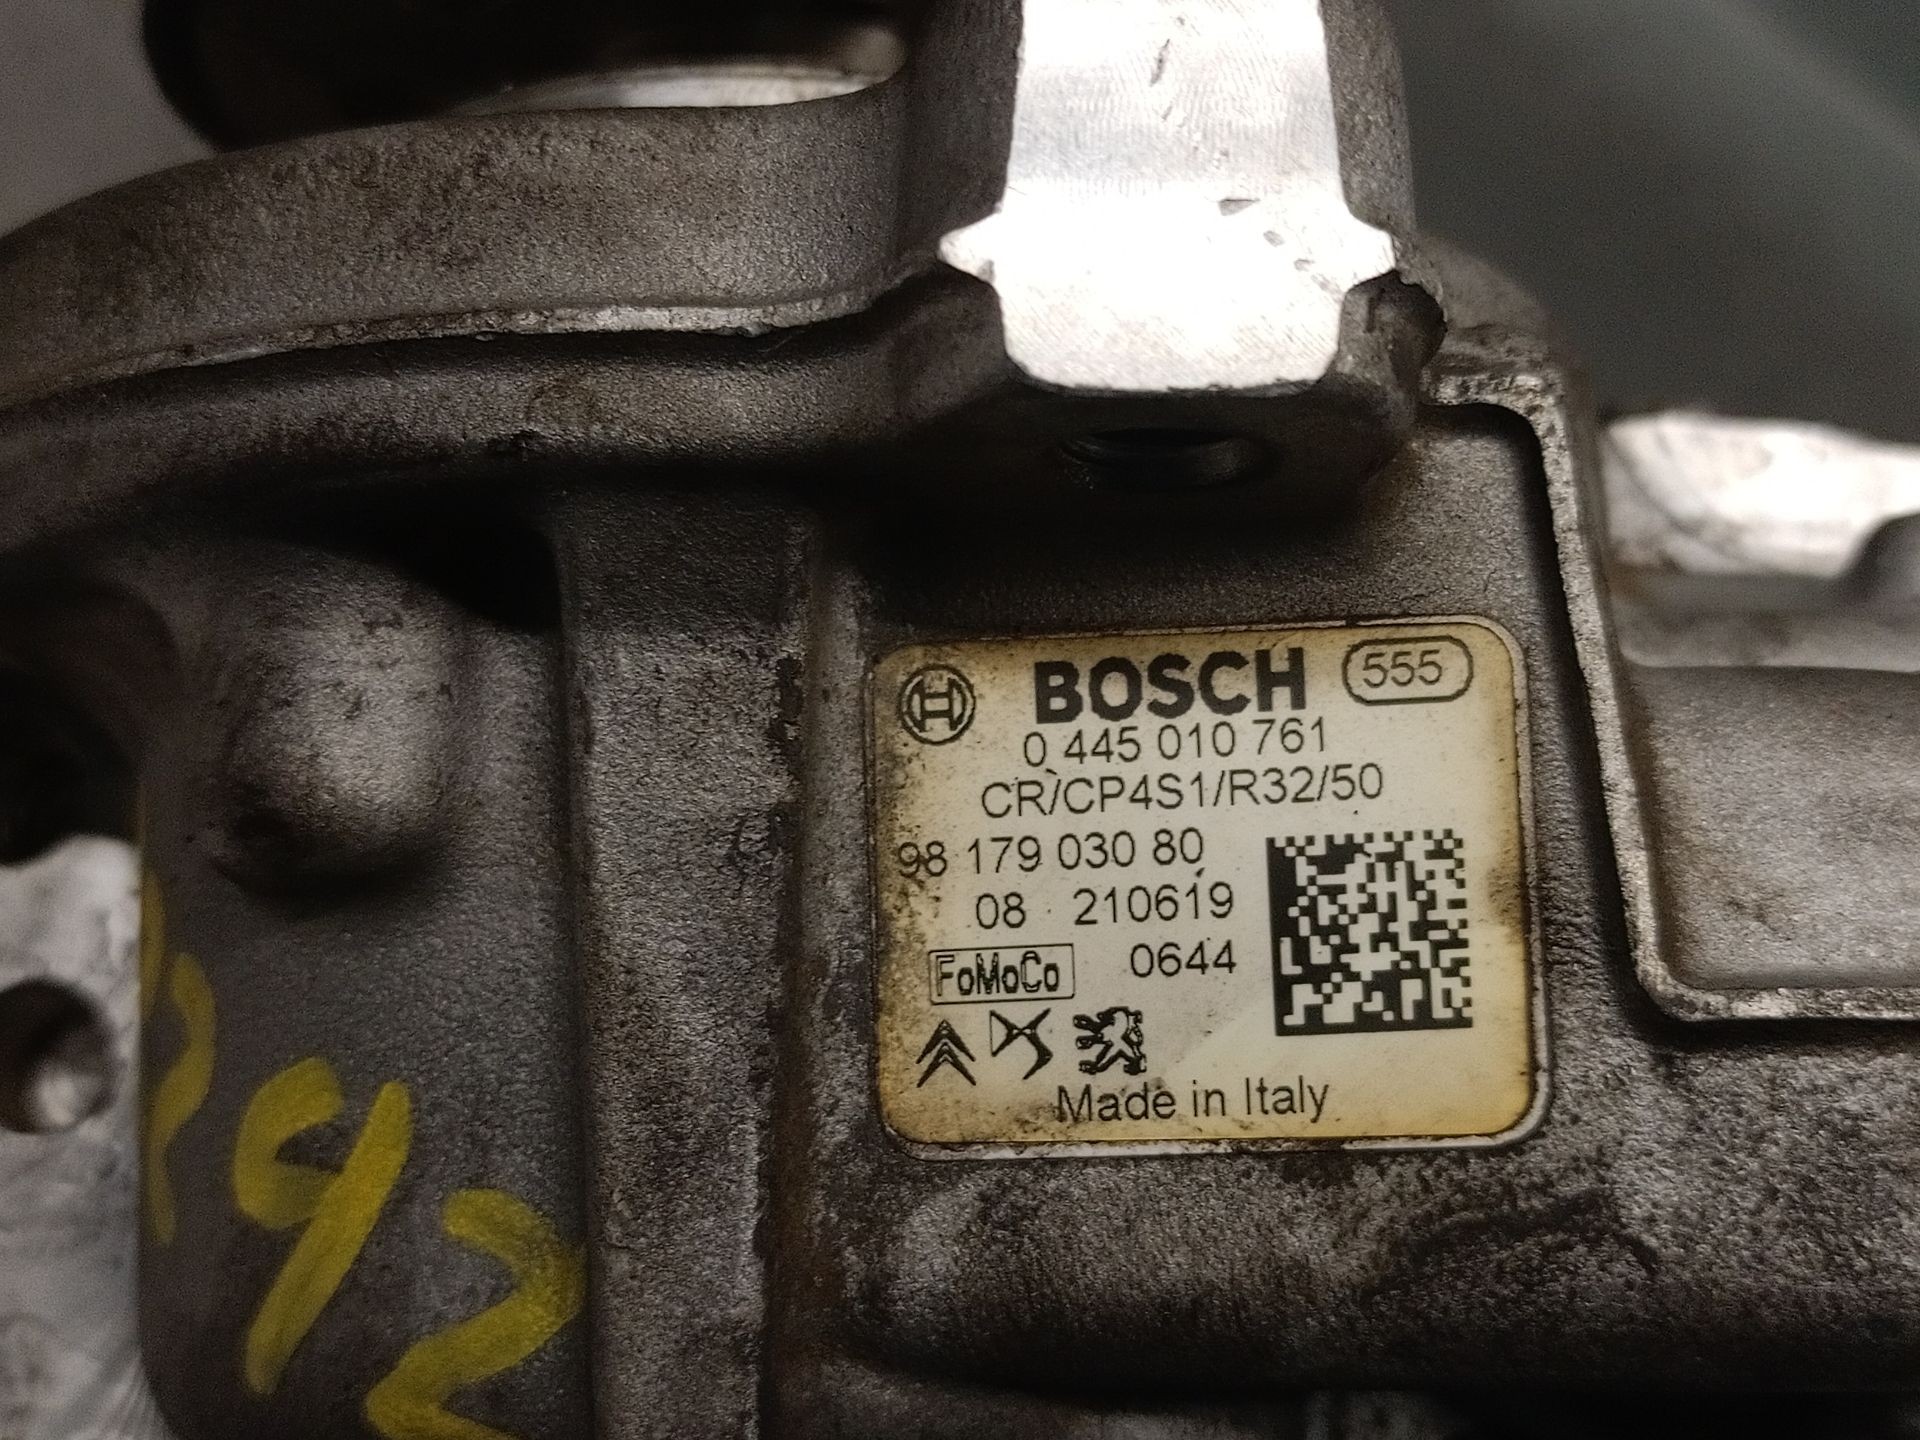 BOSCH 555
0 445 010 761
CR/CP4S1/R32/50
98 179 030 80
08 210619
FoMoCo 0644
Made in Italy
92